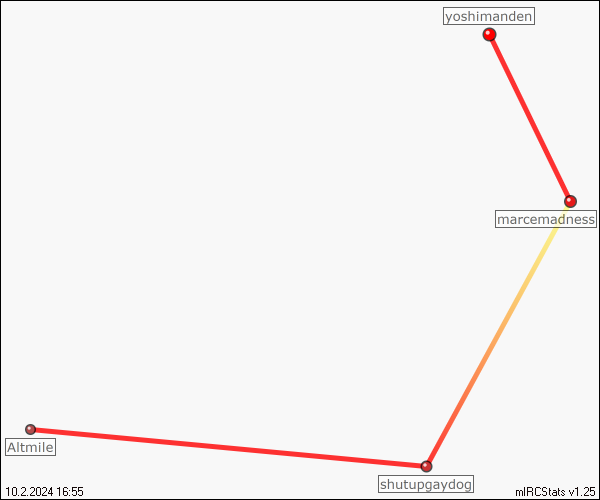 yoshimanden
marcemadness
Altmile
shutupgaydog
10.2.2024 16:55
mIRCStats v1.25